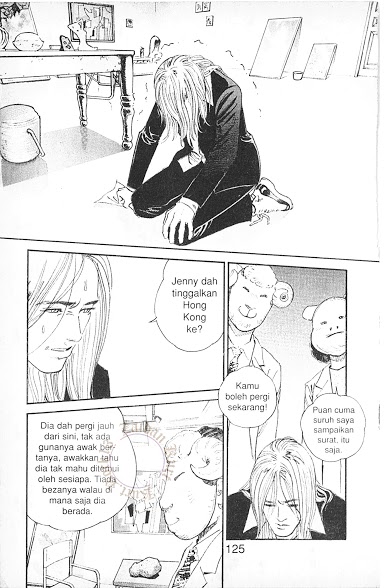 Jenny dah
tinggalkan
Hong
Kong
ke?
Kamu
boleh pergi
sekarang!
Puan cuma
suruh saya
sampaikan
surat, itu
saja.
Dia dah pergi jauh
dari sini, tak ada
gunanya awak ber
tanya, awakkan tahu
dia tak mahu ditemui
oleh sesiapa. Tiada
bezanya walau di
mana saja dia
berada.
125